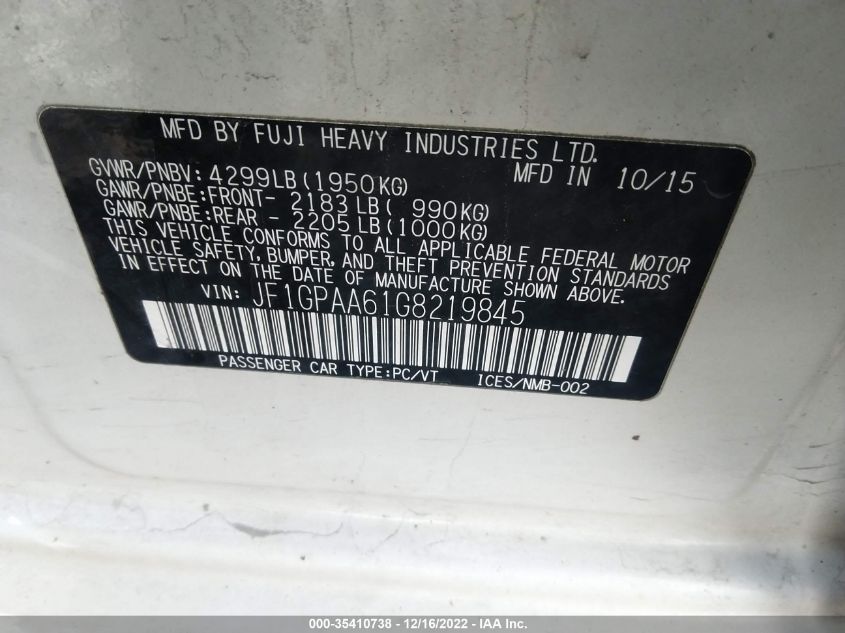 MFD BY FUJI HEAVY INDUSTRIES LTD.
MFD IN 10/15
GVWR/PNBV: 4299LB(1950KG)
GAWR/PNBE:FRONT- 2183LB( 990KG)
GAWR/PNBE:REAR - 2205LB(1000KG)
THIS VEHICLE CONFORMS TO ALL APPLICABLE FEDERAL MOTOR
VEHICLE SAFETY, BUMPER, AND THEFT PREVENTION STANDARDS
IN EFFECT ON THE DATE OF MANUFACTURE SHOWN ABOVE.
VIN: JF1GPAA61G8219845
PASSENGER CAR TYPE:PC/VT ICES/NMB-002
000-35410738 - 12/16/2022 - IAA Inc.